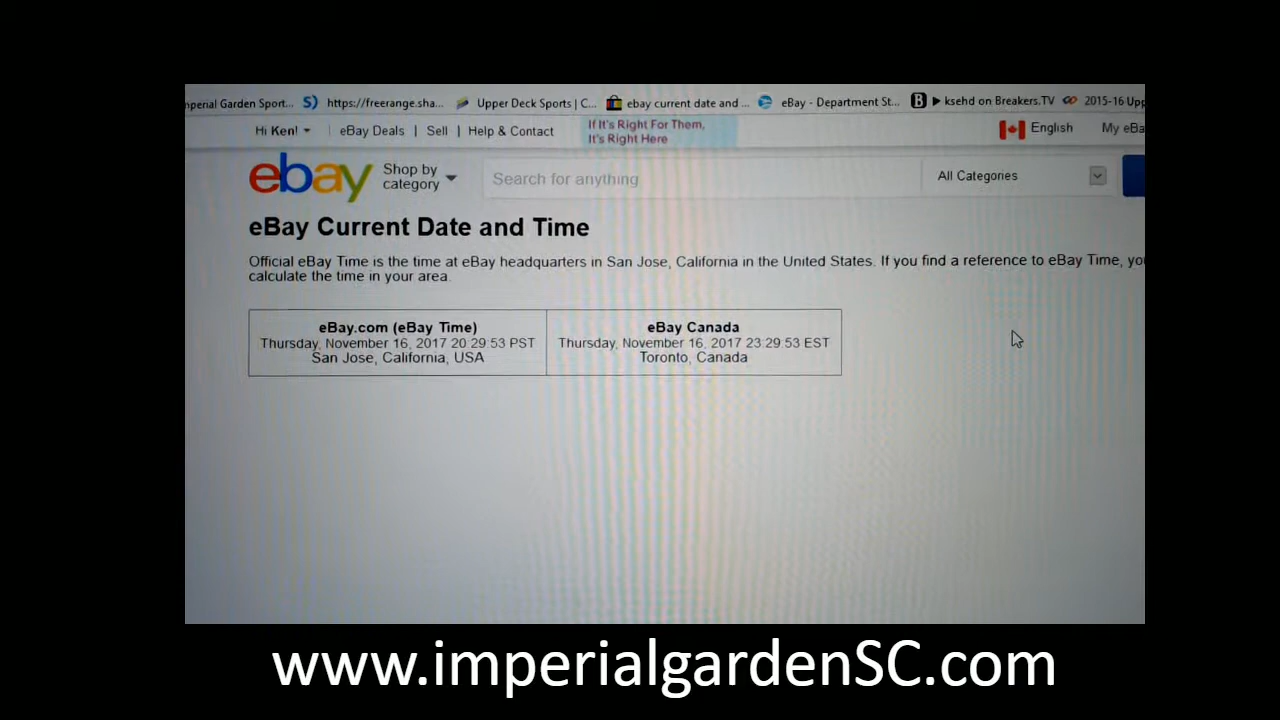 mperial Garden Sport... https://freerange.sha... Upper Deck Sports | C... ebay current date and ... eBay - Department St... B ksehd on Breakers.TV 2015-16 Upp
Hi Ken! eBay Deals | Sell | Help & Contact
If It's Right For Them,
It's Right Here
English My eBa
ebay
Shop by
category
Search for anything
All Categories
eBay Current Date and Time
Official eBay Time is the time at eBay headquarters in San Jose, California in the United States. If you find a reference to eBay Time, yo
calculate the time in your area.
eBay.com (eBay Time)
Thursday, November 16, 2017 20:29:53 PST
San Jose, California, USA
eBay Canada
Thursday, November 16, 2017 23:29:53 EST
Toronto, Canada
www.imperialgardenSC.com